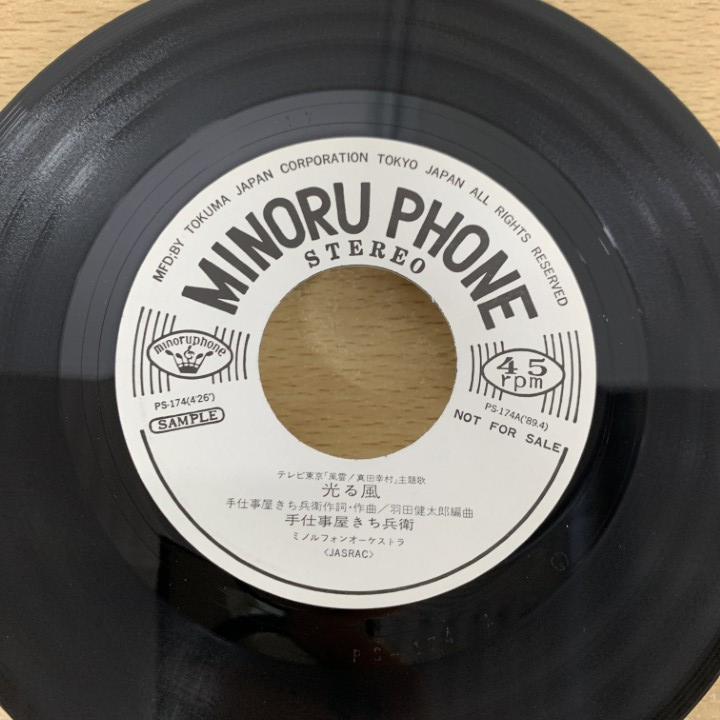 MFD;BY TOKUMA JAPAN CORPORATION TOKYO JAPAN ALL RIGHTS RESERVED
MINORU PHONE
STEREO
minoruphone
45
rpm
PS-174(4'26")
PS-174A('89.4)
SAMPLE
NOT FOR SALE
テレビ東京「風雲!真田幸村」主題歌
光る風
手仕事屋きち兵衛作詞・作曲/羽田健太郎編曲
手仕事屋きち兵衛
ミノルフォンオーケストラ
〈JASRAC〉